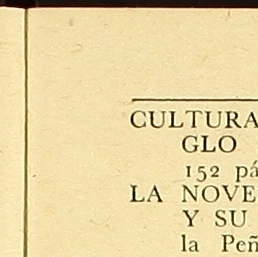 CULTURA
GLO
152 pá
LA NOVE
Y SU
la Peñ